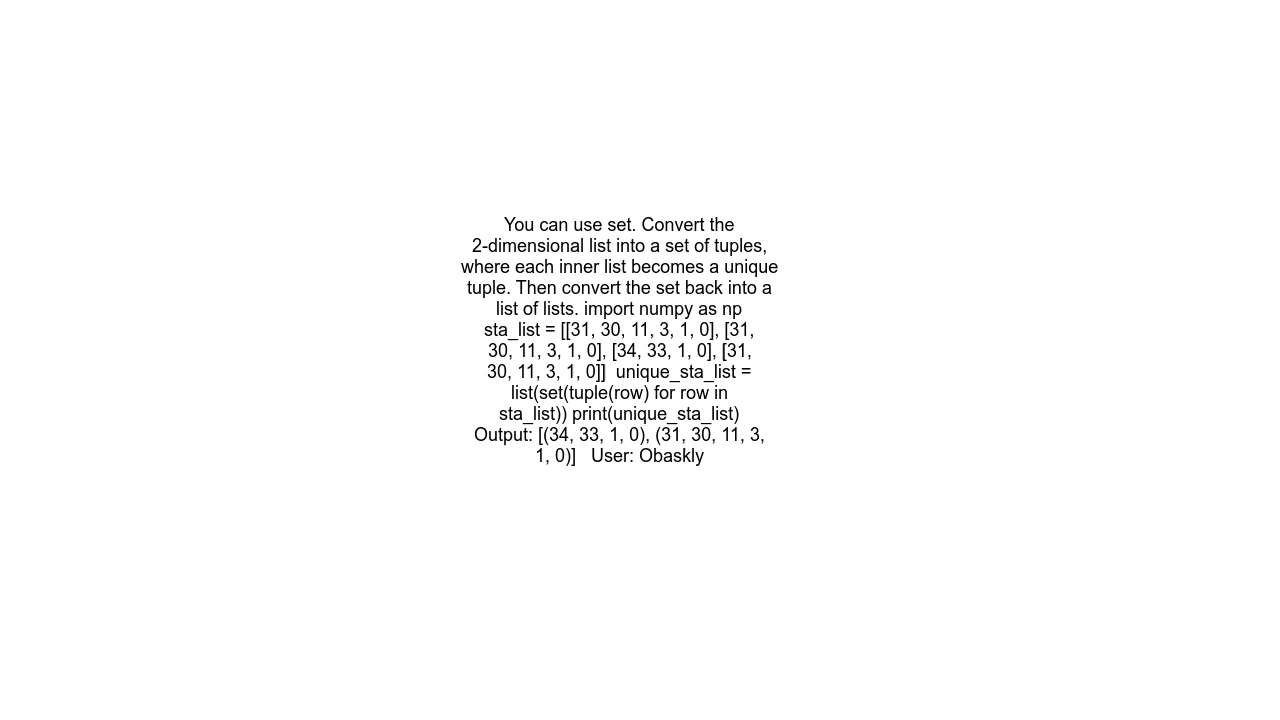 You can use set. Convert the
2-dimensional list into a set of tuples,
where each inner list becomes a unique
tuple. Then convert the set back into a
list of lists. import numpy as np
sta_list = [[31, 30, 11, 3, 1, 0], [31,
30, 11, 3, 1, 0], [34, 33, 1, 0], [31,
30, 11, 3, 1, 0]]  unique_sta_list =
list(set(tuple(row) for row in
sta_list)) print(unique_sta_list)
Output: [(34, 33, 1, 0), (31, 30, 11, 3,
1, 0)]   User: Obaskly